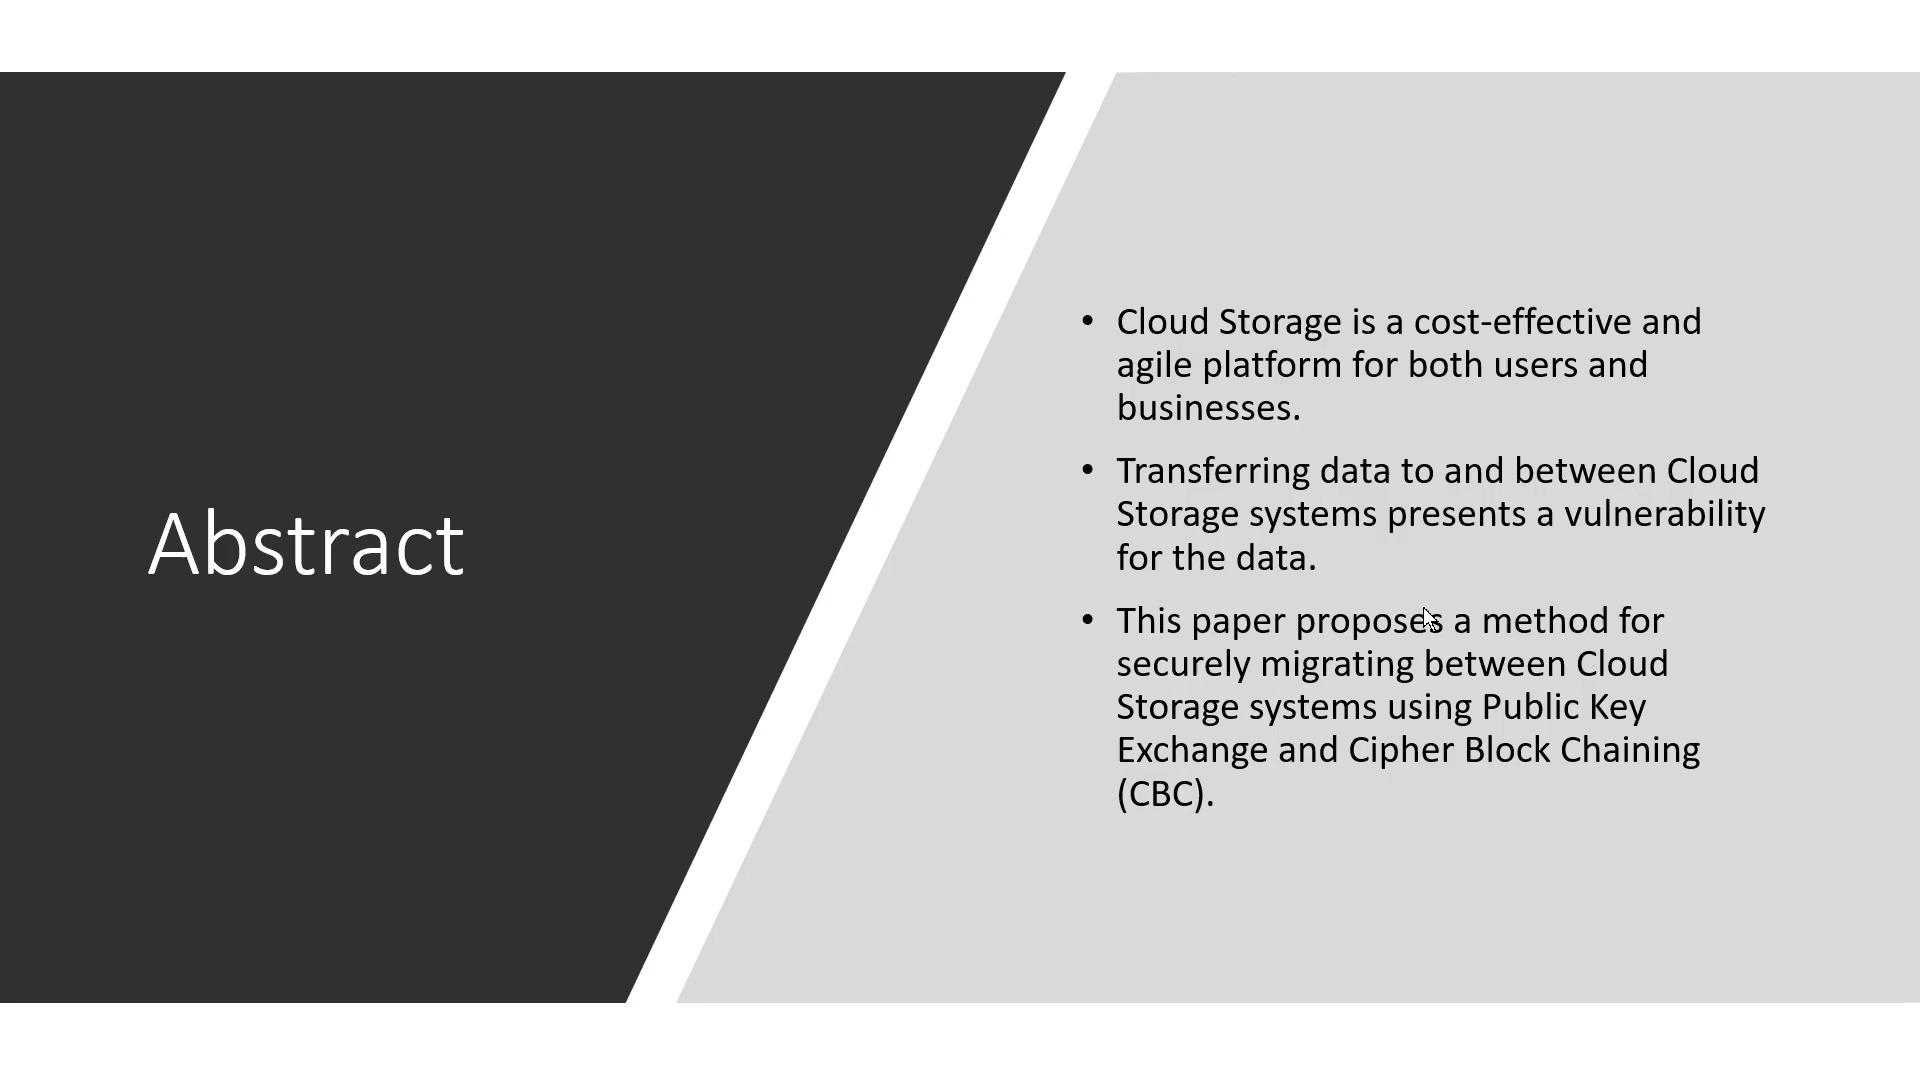 Abstract
• Cloud Storage is a cost-effective and
agile platform for both users and
businesses.
• Transferring data to and between Cloud
Storage systems presents a vulnerability
for the data.
• This paper proposes a method for
securely migrating between Cloud
Storage systems using Public Key
Exchange and Cipher Block Chaining
(CBC).